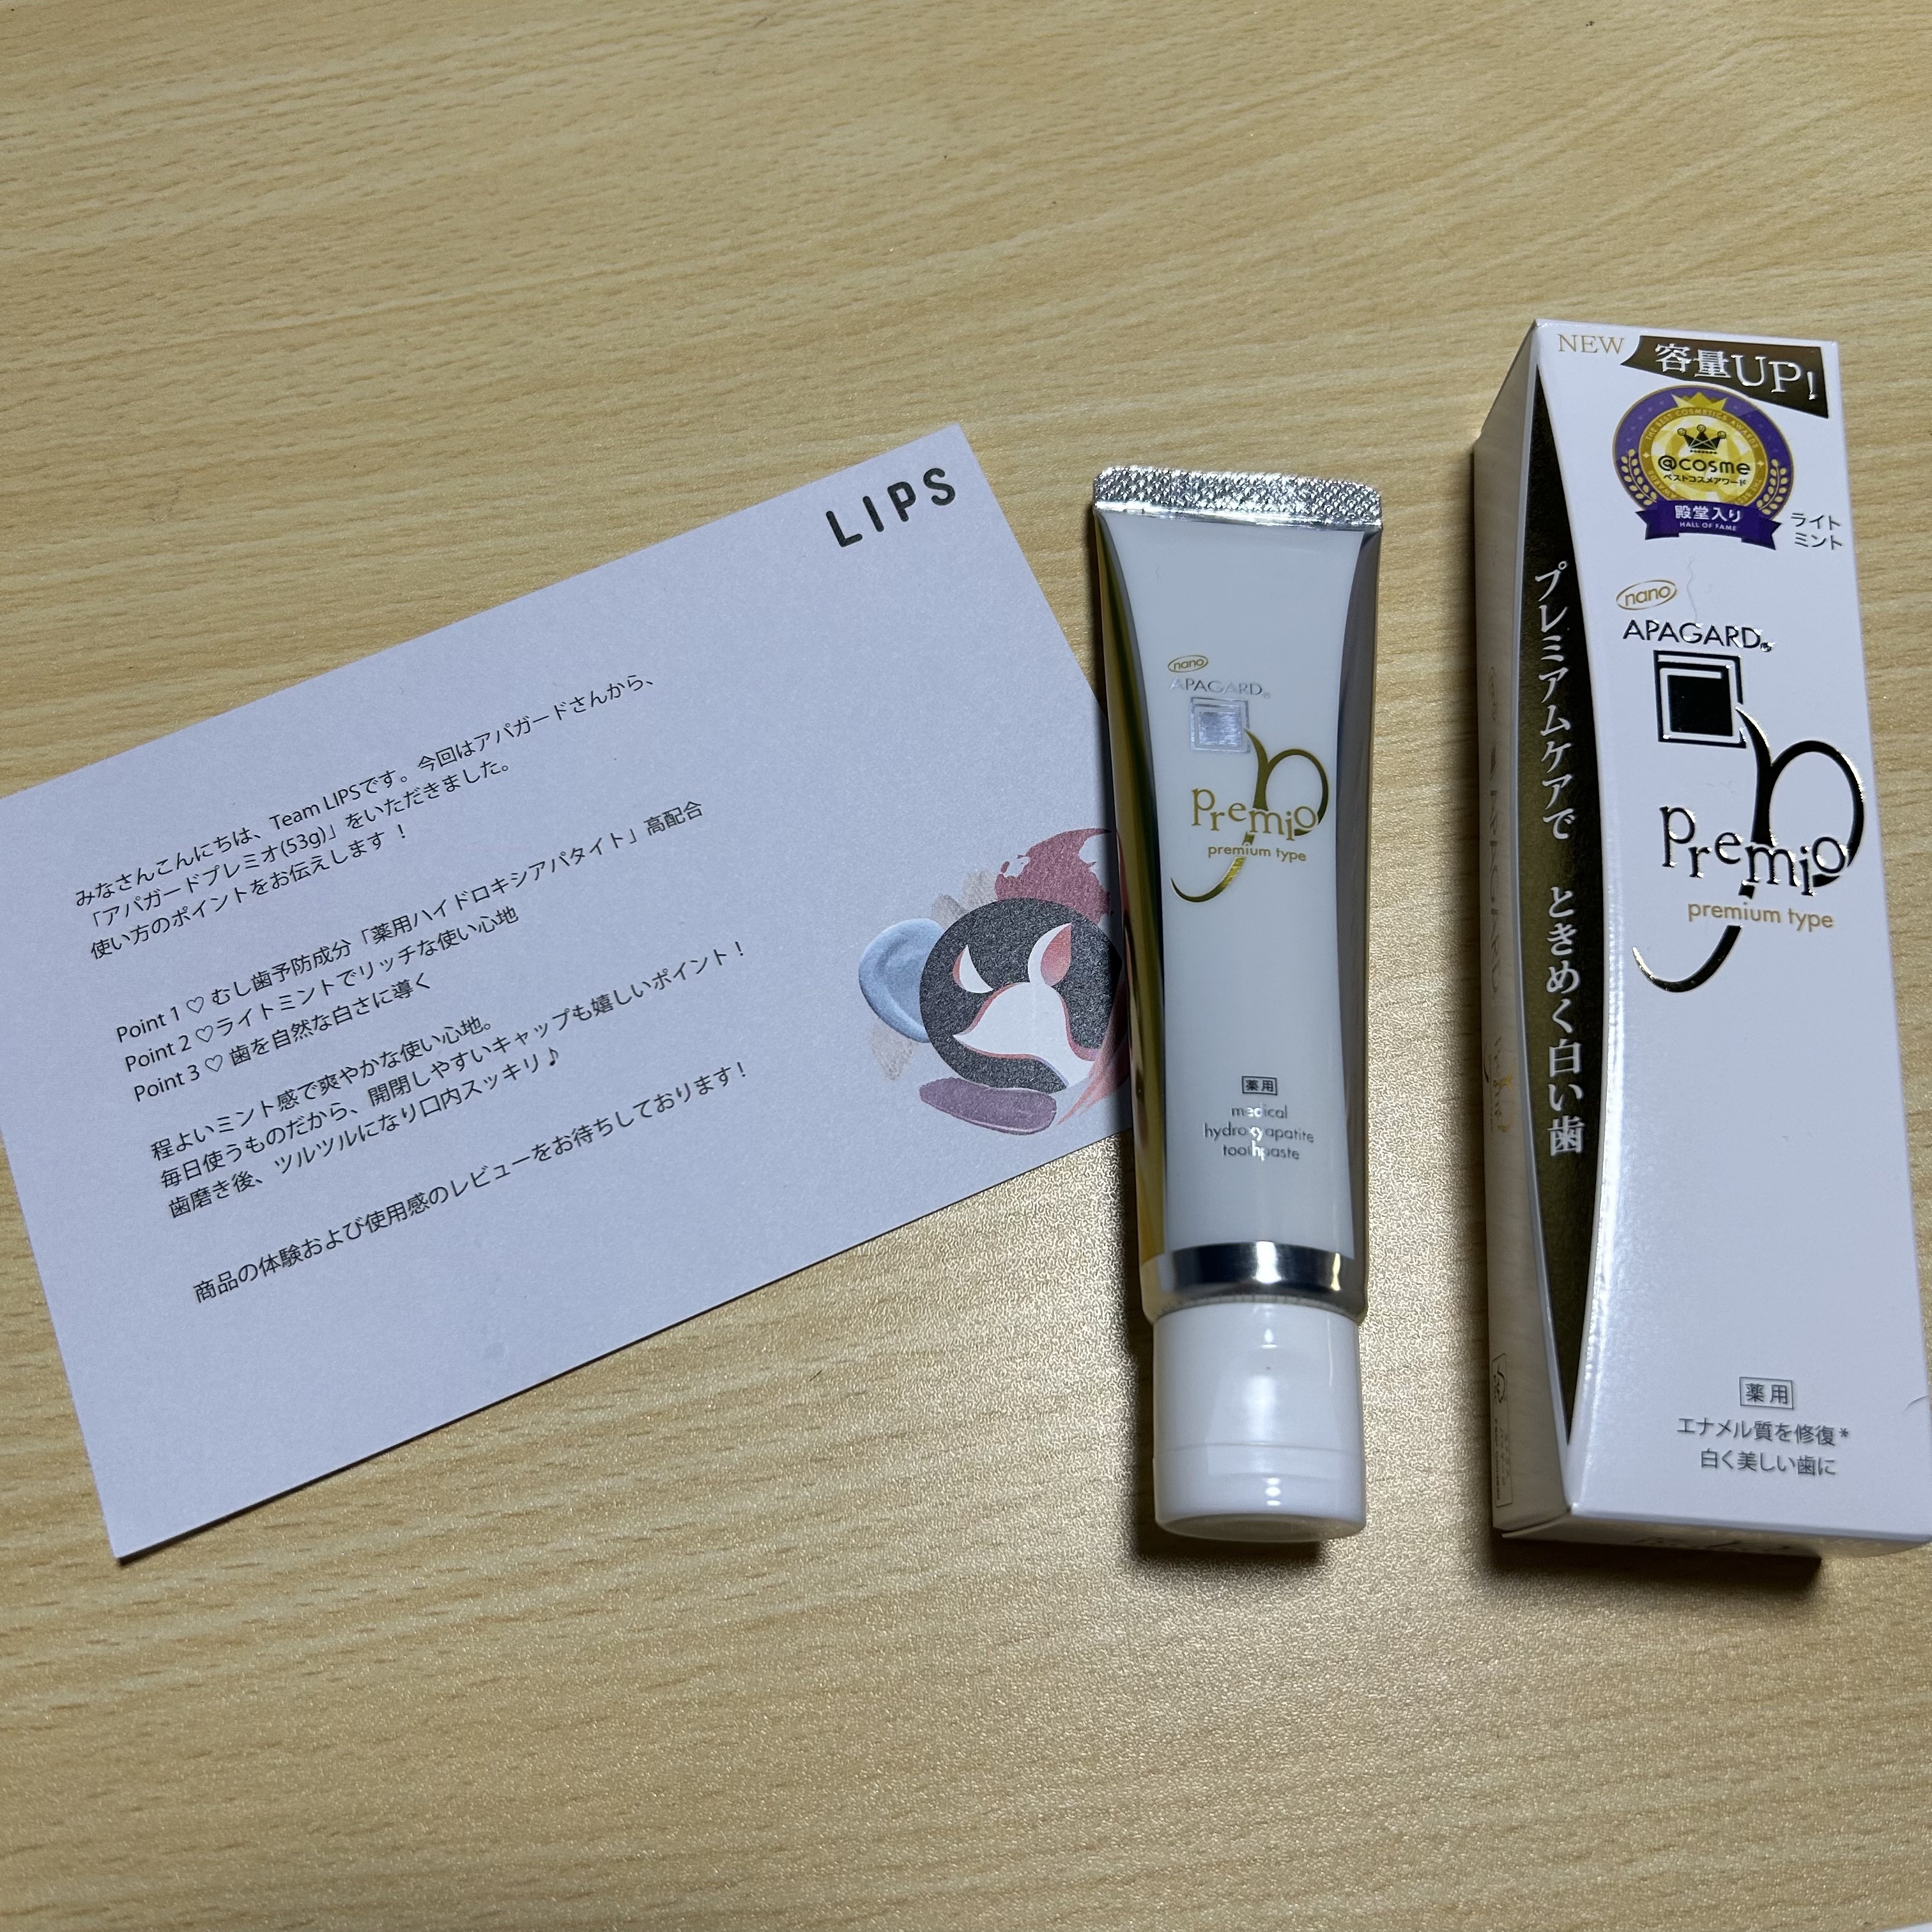 LIPS
みなさんこんにちは、Team LIPSです。今回はアパガードさんから、
「アパガードプレミオ(53g)」をいただきました。
使い方のポイントをお伝えします！
Point 1 ♡ むし歯予防成分「薬用ハイドロキシアパタイト」高配合
Point 2 ♡ライトミントでリッチな使い心地
Point 3 ♡ 歯を自然な白さに導く
程よいミント感で爽やかな使い心地。
毎日使うものだから、開閉しやすいキャップも嬉しいポイント！
歯磨き後、ツルツルになり口内スッキリ♪
商品の体験および使用感のレビューをお待ちしております！
nano
APAGARD®
Premio
premium type
薬用
medical
hydroxyapatite
toothpaste
NEW 容量UP!
THE BEST COSMETICS AWARDS
@cosme
ベストコスメアワード
殿堂入り
HALL OF FAME
ライト
ミント
プレミアムケアで ときめく白い歯
nano
APAGARD®
Premio
premium type
薬用
エナメル質を修復*
白く美しい歯に